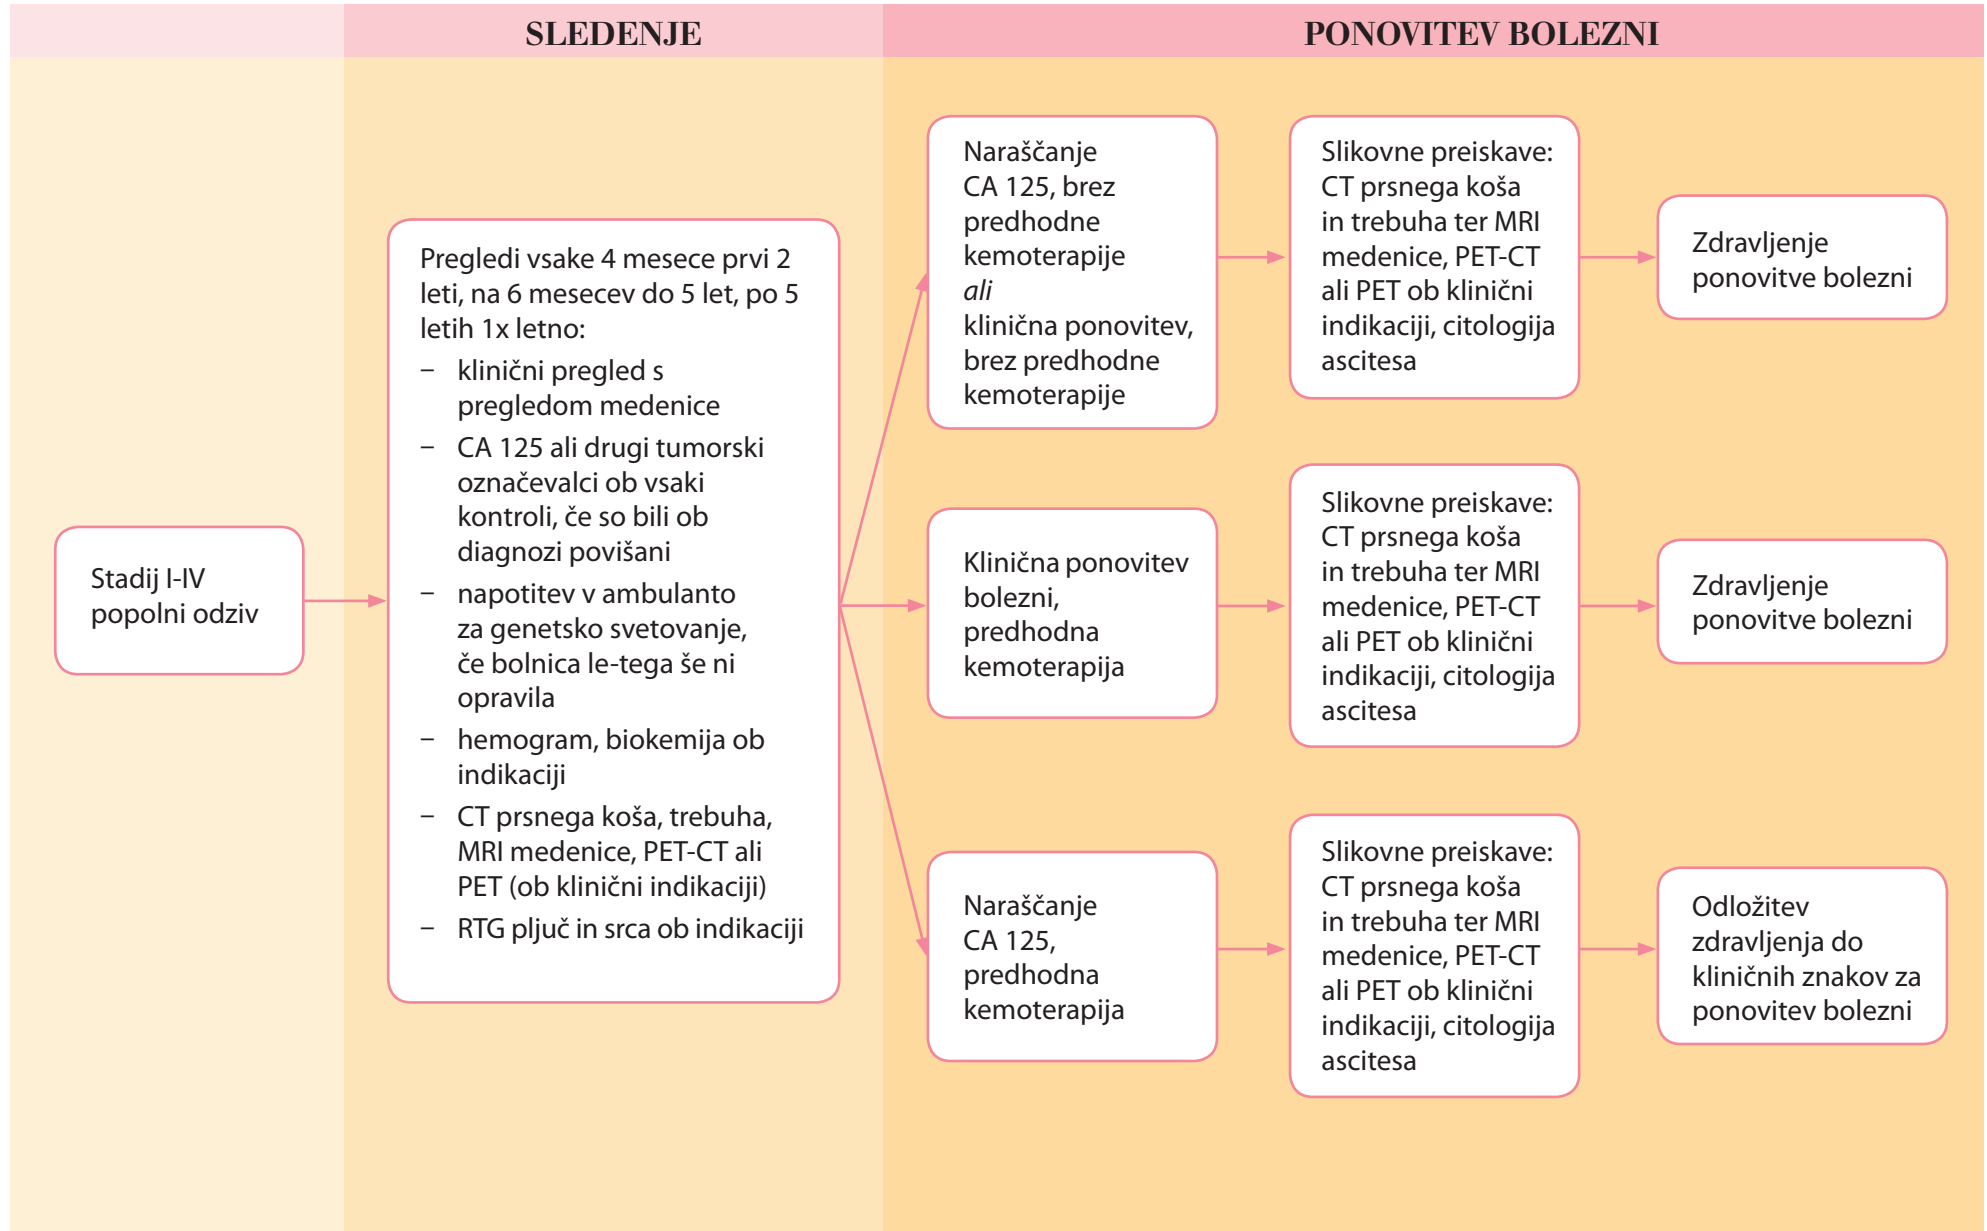 SLEDENJE
PONOVITEV BOLEZNI
Stadij I-IV
popolni odziv
Pregledi vsake 4 mesece prvi 2
leti, na 6 mesecev do 5 let, po 5
letih 1x letno:
– klinični pregled s
pregledom medenice
– CA 125 ali drugi tumorski
označevalci ob vsaki
kontroli, če so bili ob
diagnozi povišani
– napotitev v ambulanto
za genetsko svetovanje,
če bolnica le-tega še ni
opravila
– hemogram, biokemija ob
indikaciji
– CT prsnega koša, trebuha,
MRI medenice, PET-CT ali
PET (ob klinični indikaciji)
– RTG pljuč in srca ob indikaciji
Naraščanje
CA 125, brez
predhodne
kemoterapije
ali
klinična ponovitev,
brez predhodne
kemoterapije
Slikovne preiskave:
CT prsnega koša
in trebuha ter MRI
medenice, PET-CT
ali PET ob klinični
indikaciji, citologija
ascitesa
Zdravljenje
ponovitve bolezni
Klinična ponovitev
bolezni,
predhodna
kemoterapija
Slikovne preiskave:
CT prsnega koša
in trebuha ter MRI
medenice, PET-CT
ali PET ob klinični
indikaciji, citologija
ascitesa
Zdravljenje
ponovitve bolezni
Naraščanje
CA 125,
predhodna
kemoterapija
Slikovne preiskave:
CT prsnega koša
in trebuha ter MRI
medenice, PET-CT
ali PET ob klinični
indikaciji, citologija
ascitesa
Odložitev
zdravljenja do
kliničnih znakov za
ponovitev bolezni